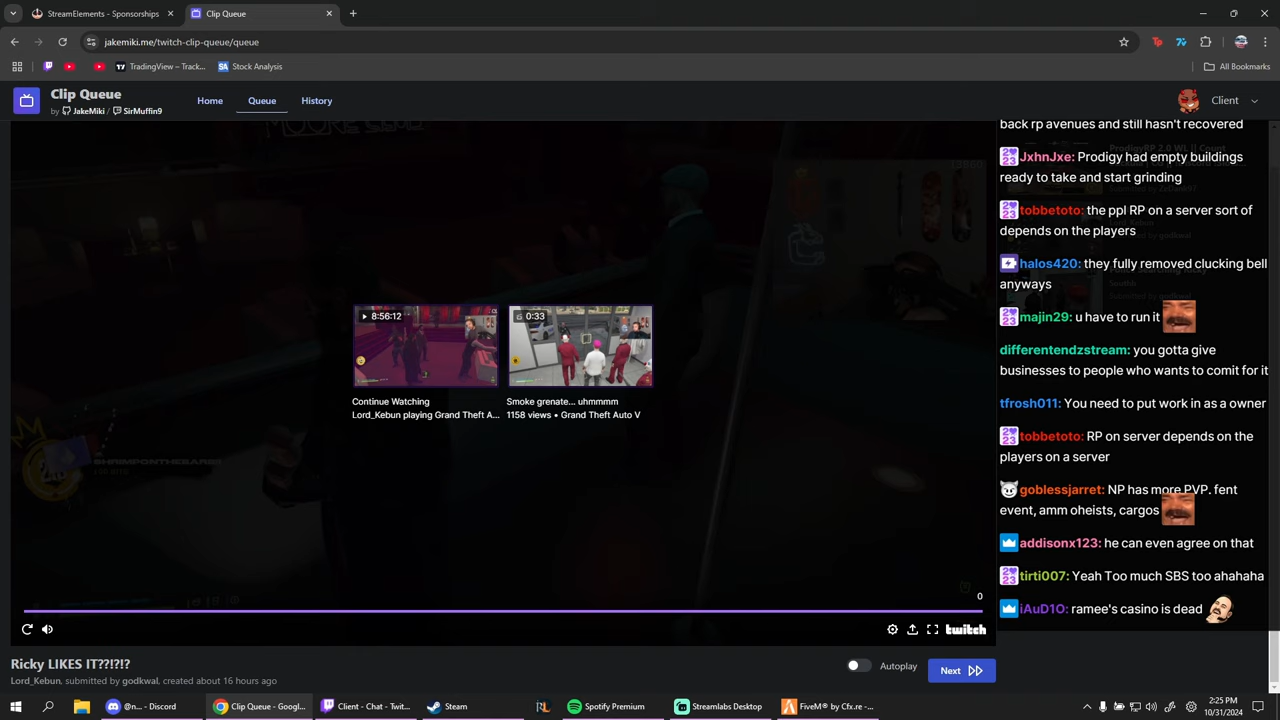 StreamElements - Sponsorships
Clip Queue
jakemiki.me/twitch-clip-queue/queue
TradingView – Track...
Stock Analysis
All Bookmarks
Clip Queue
by JakeMiki / SirMuffin9
Home
Queue
History
Client
8:56:12
0:33
Continue Watching
Lord_Kebun playing Grand Theft A...
Smoke grenate... uhmmmm
1158 views • Grand Theft Auto V
0
twitch
Ricky LIKES IT??!?!?
Lord_Kebun, submitted by godkwal, created about 16 hours ago
Autoplay
Next
back rp avenues and still hasn't recovered
JxhnJxe: Prodigy had empty buildings
ready to take and start grinding
tobbetoto: the ppl RP on a server sort of
depends on the players
halos420: they fully removed clucking bell
anyways
majin29: u have to run it
differentendzstream: you gotta give
businesses to people who wants to comit for it
tfrosh011: You need to put work in as a owner
tobbetoto: RP on server depends on the
players on a server
goblessjarret: NP has more PVP. fent
event, amm oheists, cargos
addisonx123: he can even agree on that
tirti007: Yeah Too much SBS too ahahaha
iAuD1O: ramee's casino is dead
@n... - Discord
Clip Queue - Googl...
Client - Chat - Twit...
Steam
Spotify Premium
Streamlabs Desktop
FiveM® by Cfx.re -...
2:25 PM
10/31/2024